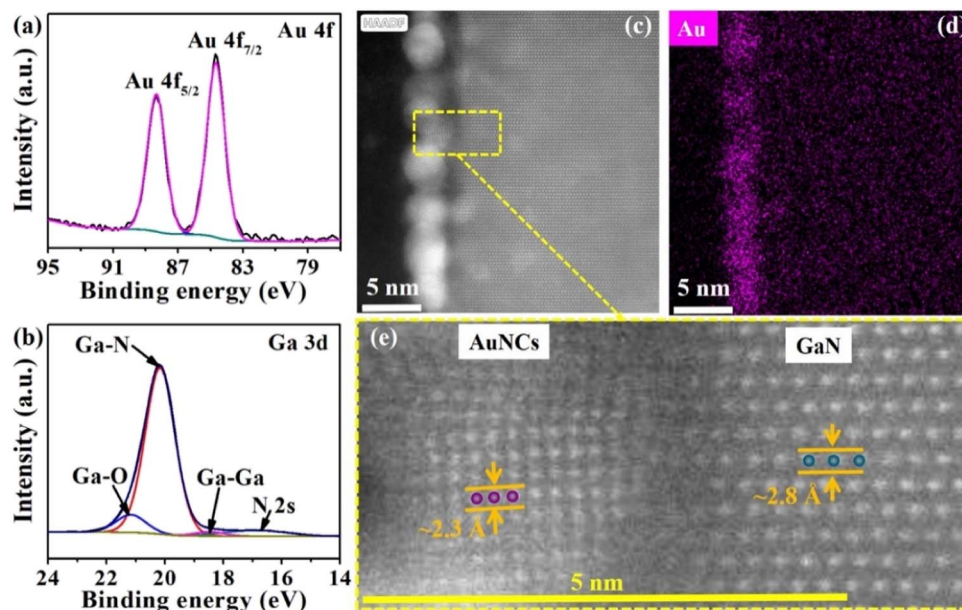 (a)
Au 4f
Au 4f7/2
Au 4f5/2
Intensity (a.u.)
95 91 87 83 79
Binding energy (eV)
(b)
Ga 3d
Ga-N
Ga-O
Ga-Ga
N 2s
Intensity (a.u.)
24 22 20 18 16 14
Binding energy (eV)
HAADF
(c)
5 nm
Au
(d)
5 nm
(e)
AuNCs
GaN
~2.3 Å
~2.8 Å
5 nm